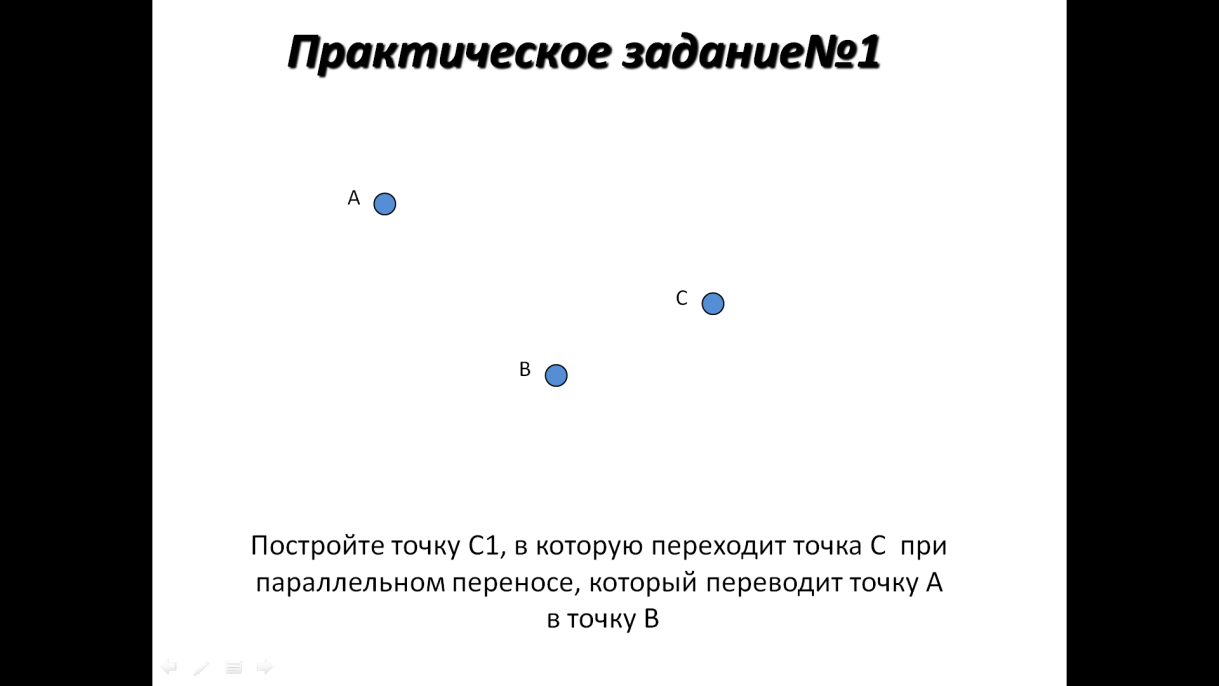 Практическое задание№1
А
С
В
Постройте точку С1, в которую переходит точка С при
параллельном переносе, который переводит точку А
в точку В